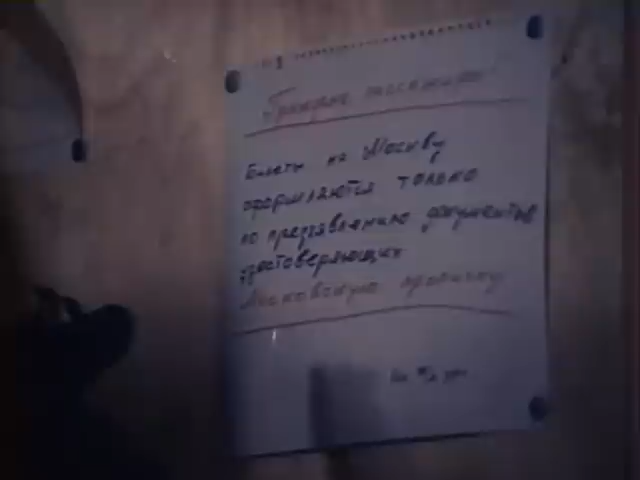 Граждане пассажиры
Билеты на Москву
оформляются только
по предъявлению документов
удостоверяющих
Московскую прописку